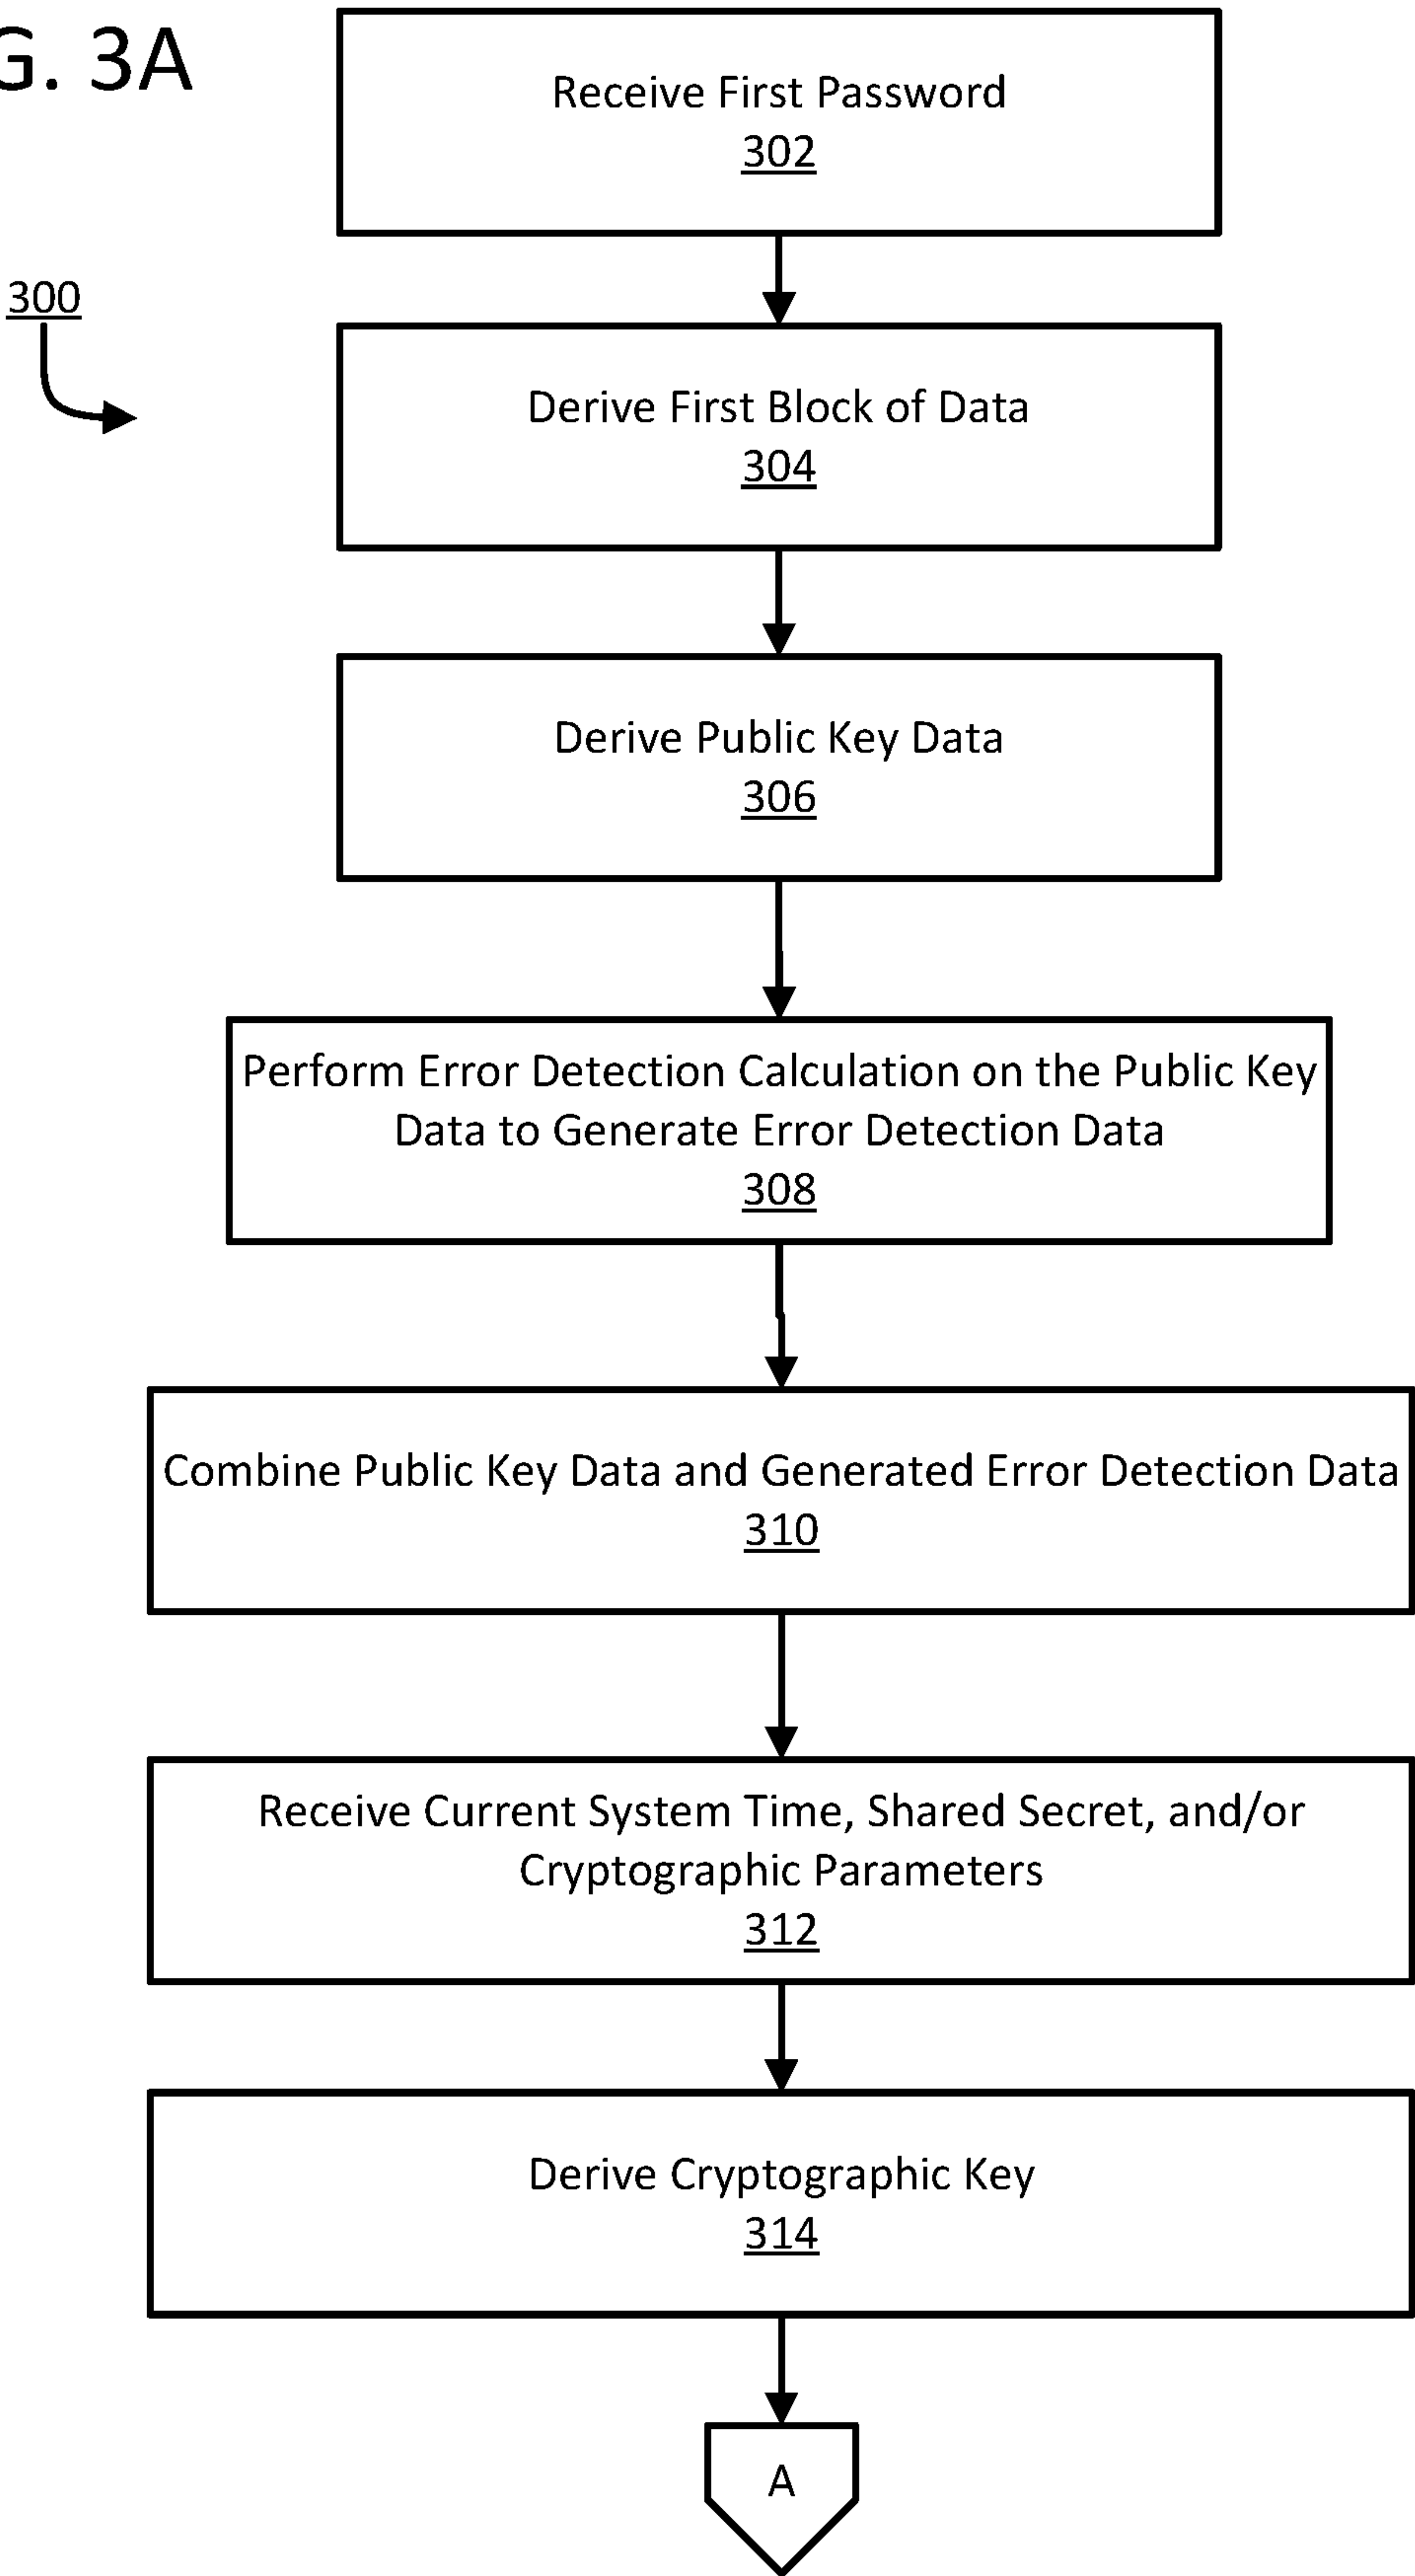 G. 3A
Receive First Password
302
300
Derive First Block of Data
304
Derive Public Key Data
306
Perform Error Detection Calculation on the Public Key
Data to Generate Error Detection Data
308
Combine Public Key Data and Generated Error Detection Data
310
Receive Current System Time, Shared Secret, and/or
Cryptographic Parameters
312
Derive Cryptographic Key
314
A